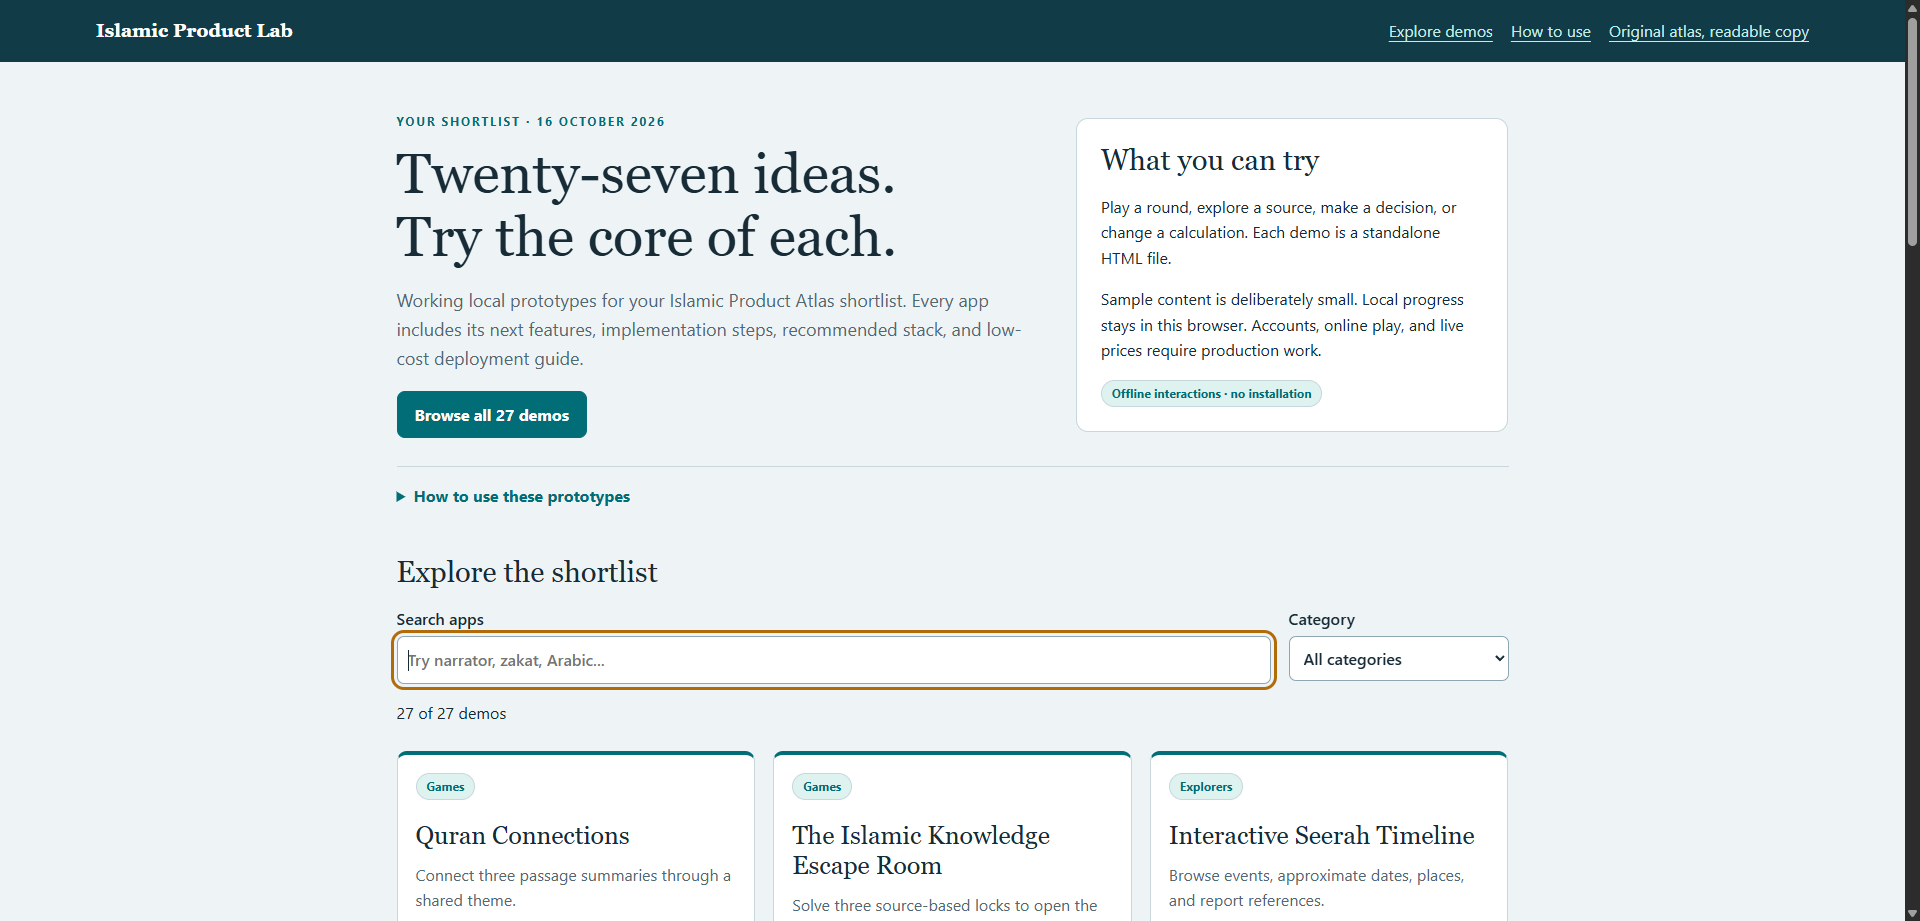 Islamic Product Lab
Explore demos How to use Original atlas, readable copy
YOUR SHORTLIST · 16 OCTOBER 2026
Twenty-seven ideas.
Try the core of each.
Working local prototypes for your Islamic Product Atlas shortlist. Every app
includes its next features, implementation steps, recommended stack, and low-
cost deployment guide.
Browse all 27 demos
What you can try
Play a round, explore a source, make a decision, or
change a calculation. Each demo is a standalone
HTML file.
Sample content is deliberately small. Local progress
stays in this browser. Accounts, online play, and live
prices require production work.
Offline interactions · no installation
How to use these prototypes
Explore the shortlist
Search apps
Try narrator, zakat, Arabic...
Category
All categories
27 of 27 demos
Games
Quran Connections
Connect three passage summaries through a
shared theme.
Games
The Islamic Knowledge
Escape Room
Solve three source-based locks to open the
Explorers
Interactive Seerah Timeline
Browse events, approximate dates, places,
and report references.